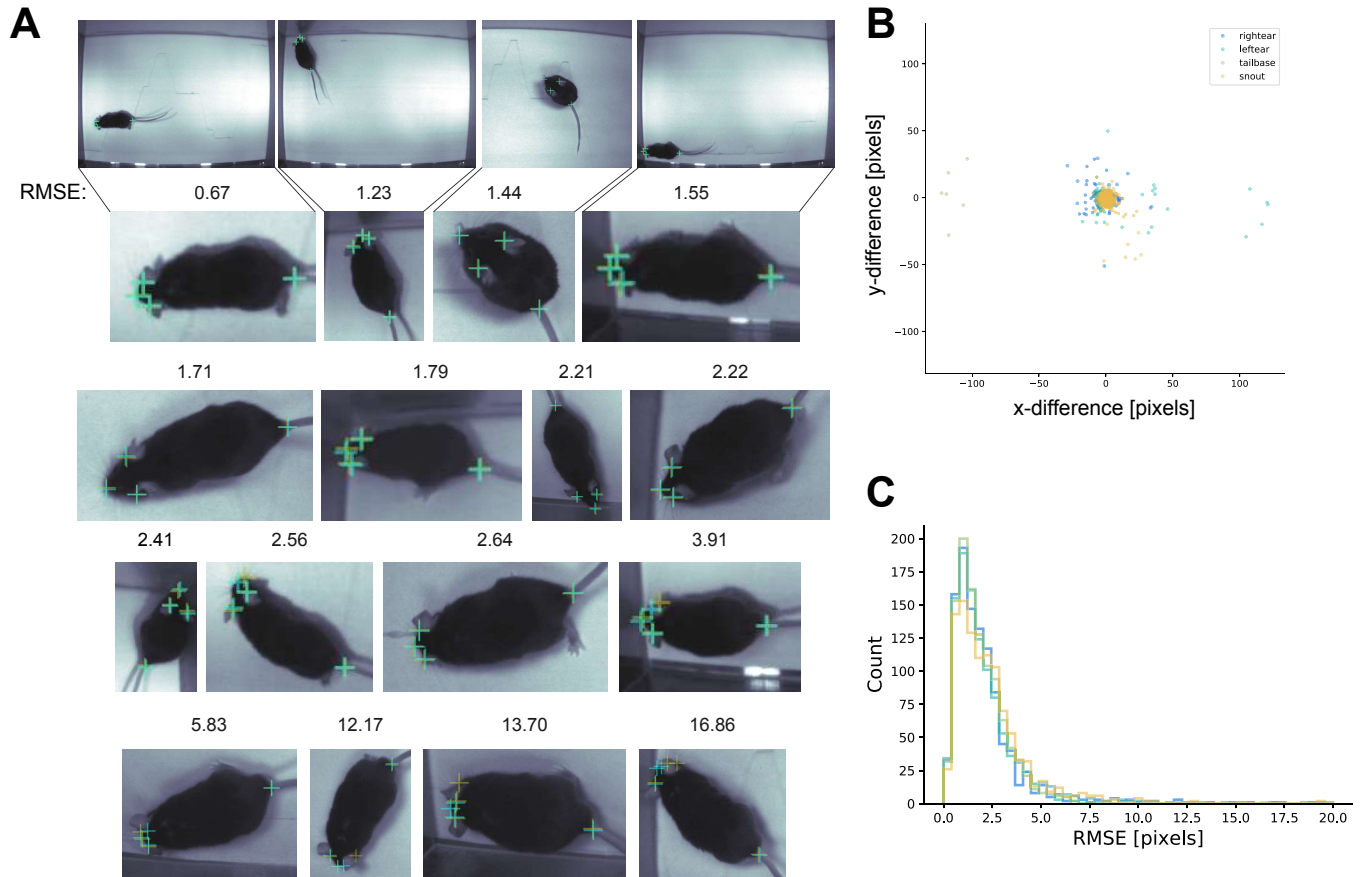 A
RMSE: 0.67 1.23 1.44 1.55
1.71 1.79 2.21 2.22
2.41 2.56 2.64 3.91
5.83 12.17 13.70 16.86
B
rightear
leftear
tailbase
snout
100
50
0
−50
−100
y-difference [pixels]
−100 −50 0 50 100
x-difference [pixels]
C
200
175
150
125
100
75
50
25
0
Count
0.0 2.5 5.0 7.5 10.0 12.5 15.0 17.5 20.0
RMSE [pixels]